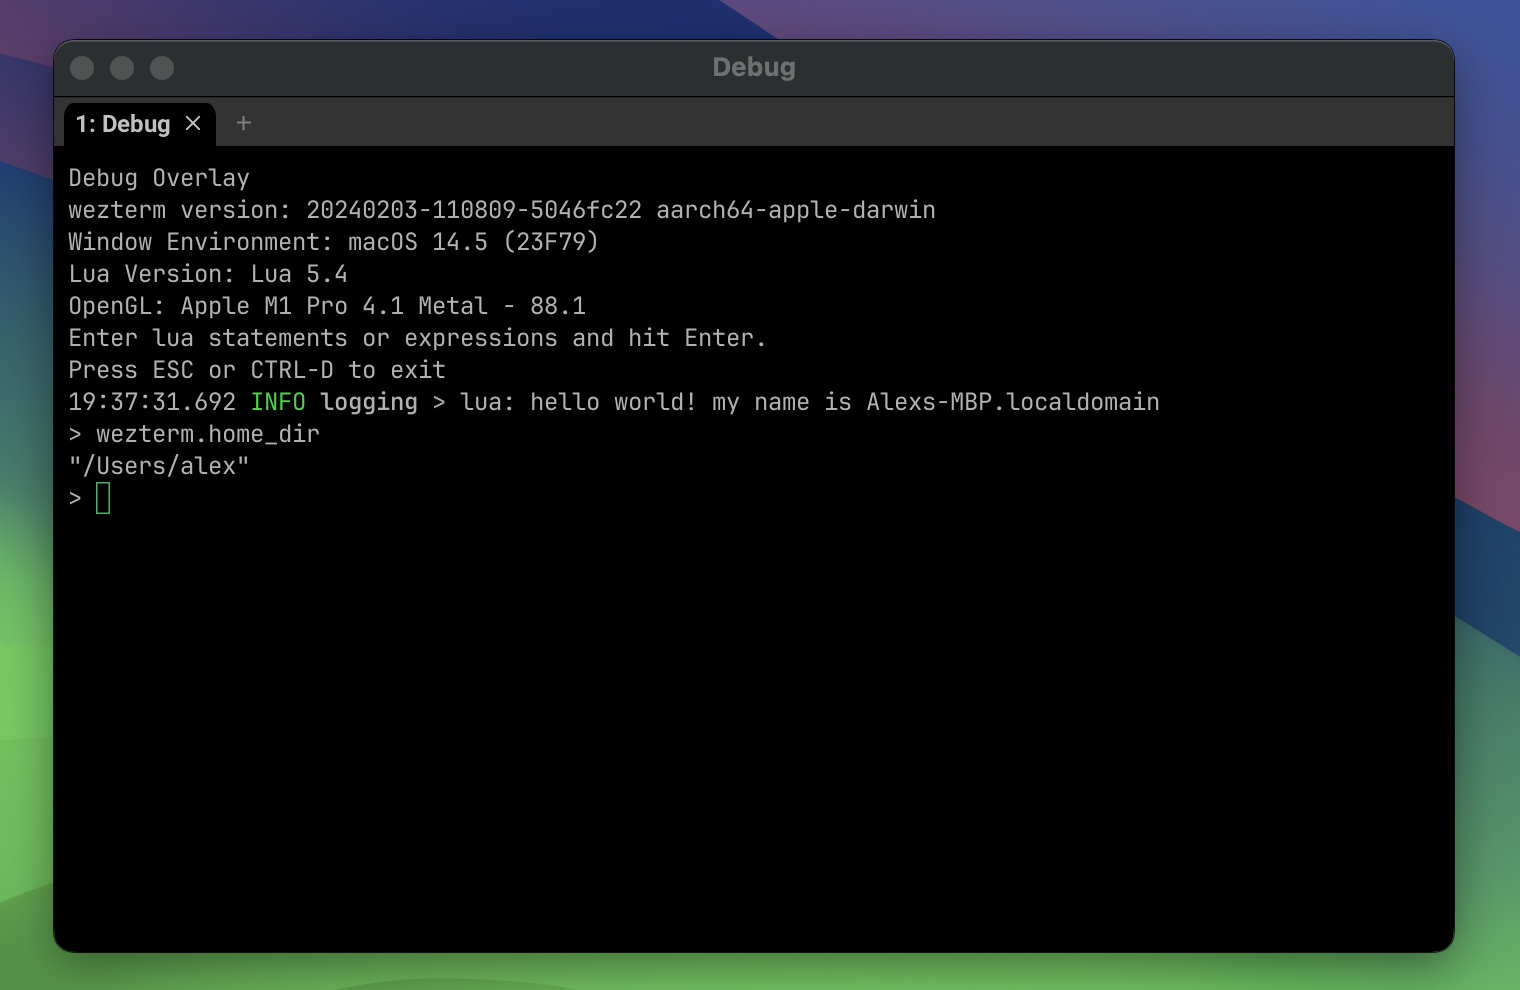 Debug
1: Debug ✕ +
Debug Overlay
wezterm version: 20240203-110809-5046fc22 aarch64-apple-darwin
Window Environment: macOS 14.5 (23F79)
Lua Version: Lua 5.4
OpenGL: Apple M1 Pro 4.1 Metal - 88.1
Enter lua statements or expressions and hit Enter.
Press ESC or CTRL-D to exit
19:37:31.692 INFO logging > lua: hello world! my name is Alexs-MBP.localdomain
> wezterm.home_dir
"/Users/alex"
>